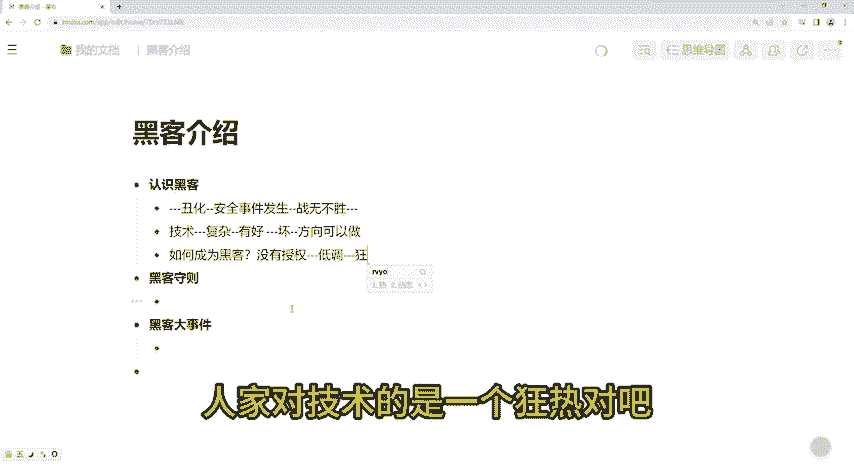 黑客介绍 - 幕布
我的文档 | 黑客介绍
思维导图
黑客介绍
认识黑客
---丑化--安全事件发生--战无不胜---
技术---复杂--有好 ---坏--方向可以做
如何成为黑客？没有授权---低调---狂
rvyo
1. 热 2. 热恋
黑客守则
黑客大事件
人家对技术的是一个狂热对吧
五